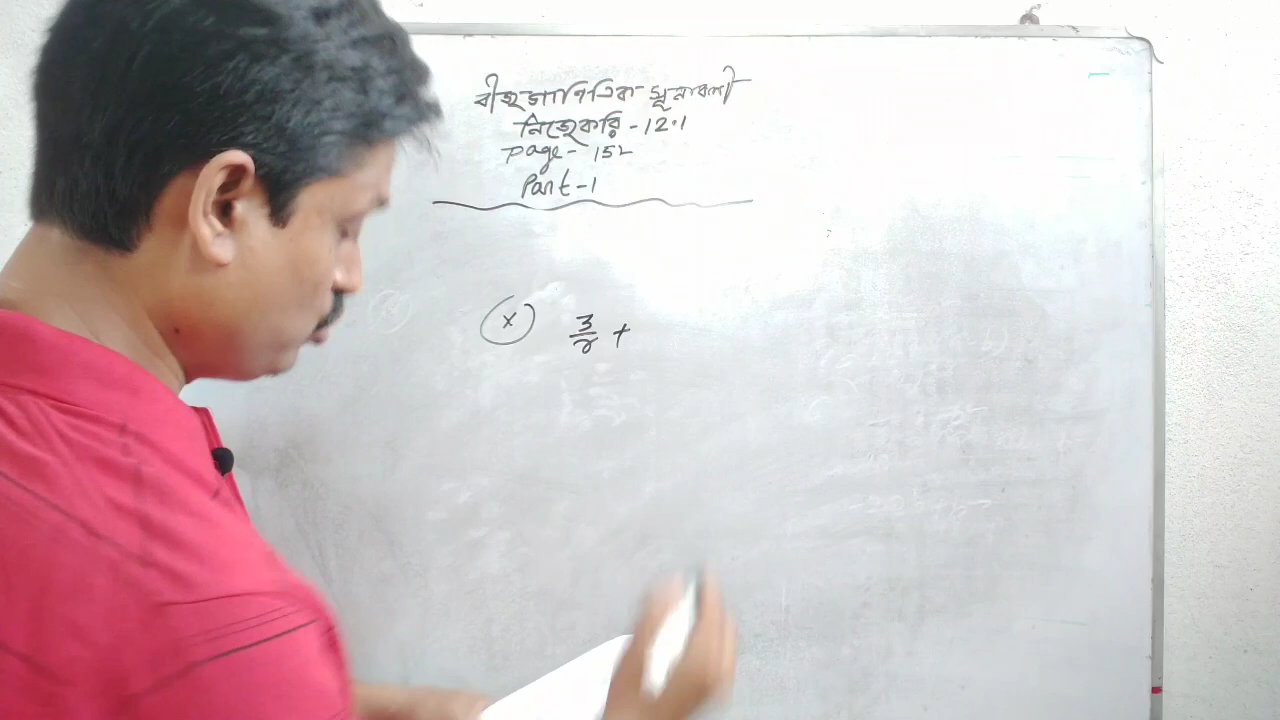 বীজগাণিতিক সূত্রাবলী
নিজেকরি - 12.1
Page - 152
Part - 1
(x) 3/8 +